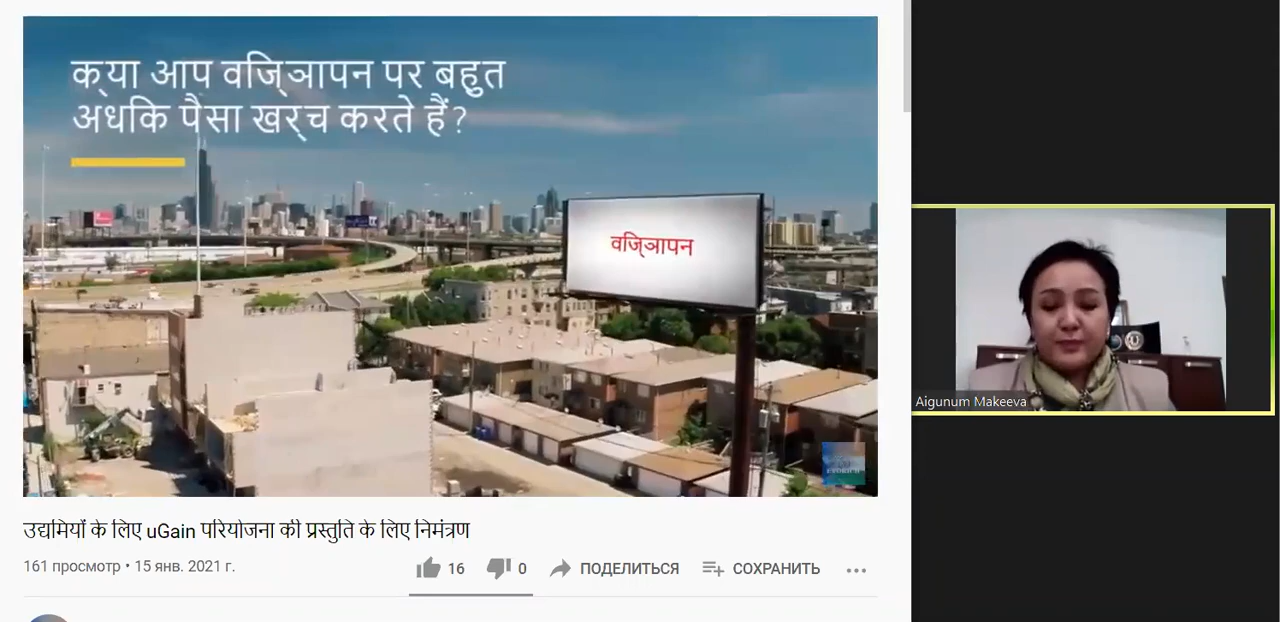 क्‌या आप वजि्ञापन पर बहुत
अधकि पैसा खर्‌च करते हैं?
वजि्ञापन
उद्यमियों के लिए uGain परियोजना की प्रस्तुति के लिए निमंत्रण
161 просмотр • 15 янв. 2021 г.
16
0
ПОДЕЛИТЬСЯ
СОХРАНИТЬ
Aigunum Makeeva